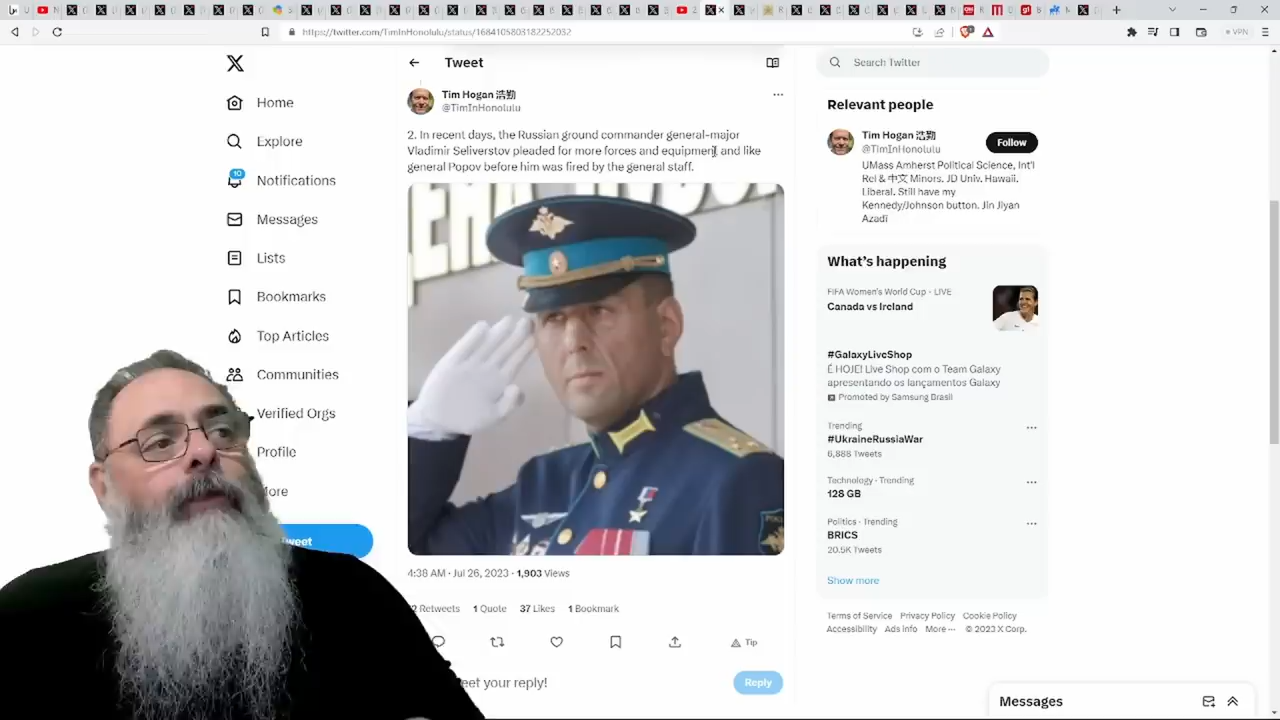 https://twitter.com/TimInHonolulu/status/1684105803182252032
VPN
Home
Explore
10
Notifications
Messages
Lists
Bookmarks
Top Articles
Communities
Verified Orgs
Profile
More
Tweet
Tweet
Tim Hogan 浩勤
@TimInHonolulu
2. In recent days, the Russian ground commander general-major
Vladimir Seliverstov pleaded for more forces and equipment and like
general Popov before him was fired by the general staff.
4:38 AM · Jul 26, 2023 · 1,903 Views
2 Retweets 1 Quote 37 Likes 1 Bookmark
Tip
eet your reply!
Reply
Search Twitter
Relevant people
Tim Hogan 浩勤
@TimInHonolulu
Follow
UMass Amherst Political Science, Int'l
Rel & 中文 Minors. JD Univ. Hawaii.
Liberal. Still have my
Kennedy/Johnson button. Jin Jiyan
Azadî
What's happening
FIFA Women's World Cup · LIVE
Canada vs Ireland
#GalaxyLiveShop
É HOJE! Live Shop com o Team Galaxy
apresentando os lançamentos Galaxy
Promoted by Samsung Brasil
Trending
#UkraineRussiaWar
6,888 Tweets
Technology · Trending
128 GB
Politics · Trending
BRICS
20.5K Tweets
Show more
Terms of Service Privacy Policy Cookie Policy
Accessibility Ads info More ··· © 2023 X Corp.
Messages